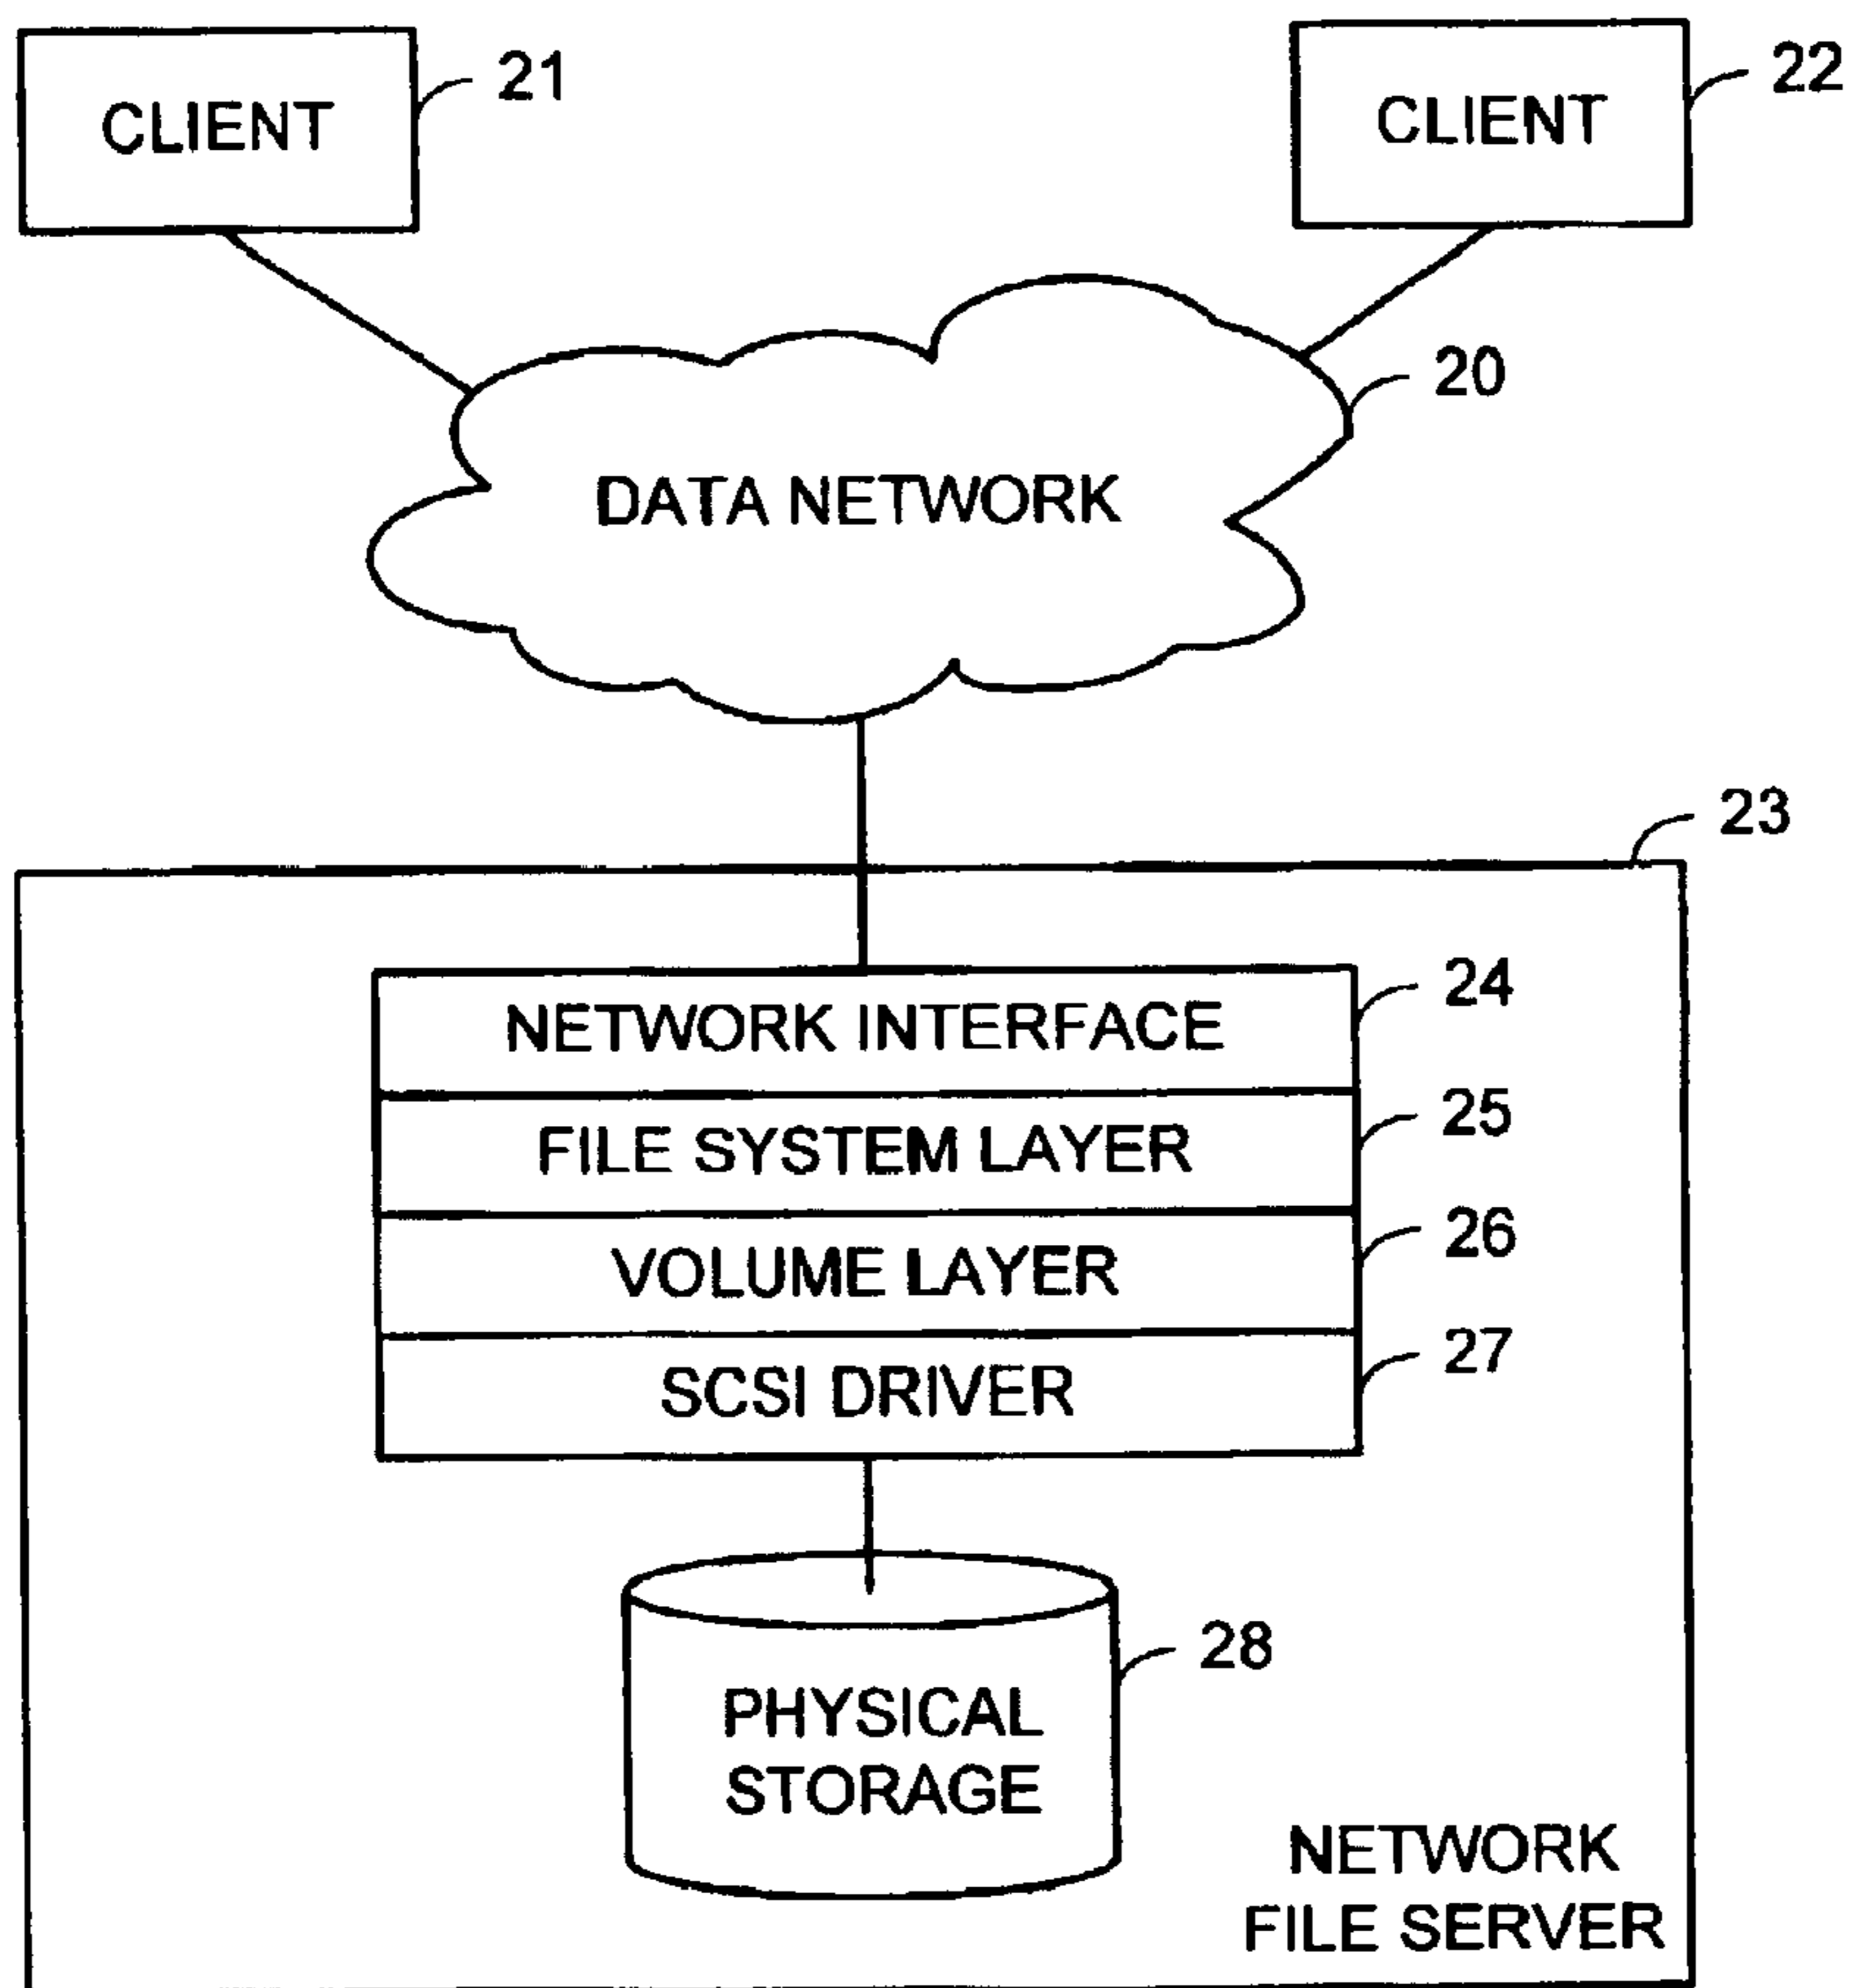 CLIENT
21
CLIENT
22
20
DATA NETWORK
23
NETWORK INTERFACE
24
FILE SYSTEM LAYER
25
VOLUME LAYER
26
SCSI DRIVER
27
28
PHYSICAL
STORAGE
NETWORK
FILE SERVER